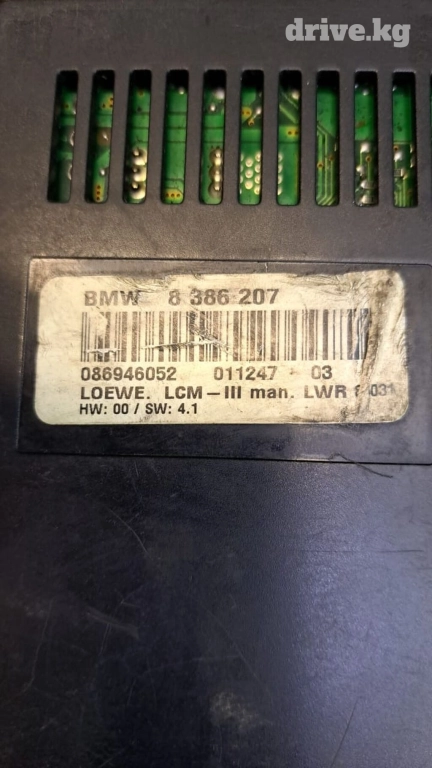 drive.kg
BMW 8 386 207
086946052 011247 03
LOEWE. LCM-III man. LWR
HW: 00 / SW: 4.1